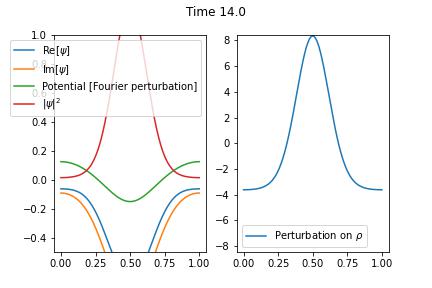 Time 14.0
1.0
0.8
0.6
0.4
0.2
0.0
−0.2
−0.4
0.00 0.25 0.50 0.75 1.00
Re[ψ]
Im[ψ]
Potential [Fourier perturbation]
|ψ|²
8
6
4
2
0
−2
−4
−6
−8
0.00 0.25 0.50 0.75 1.00
Perturbation on ρ